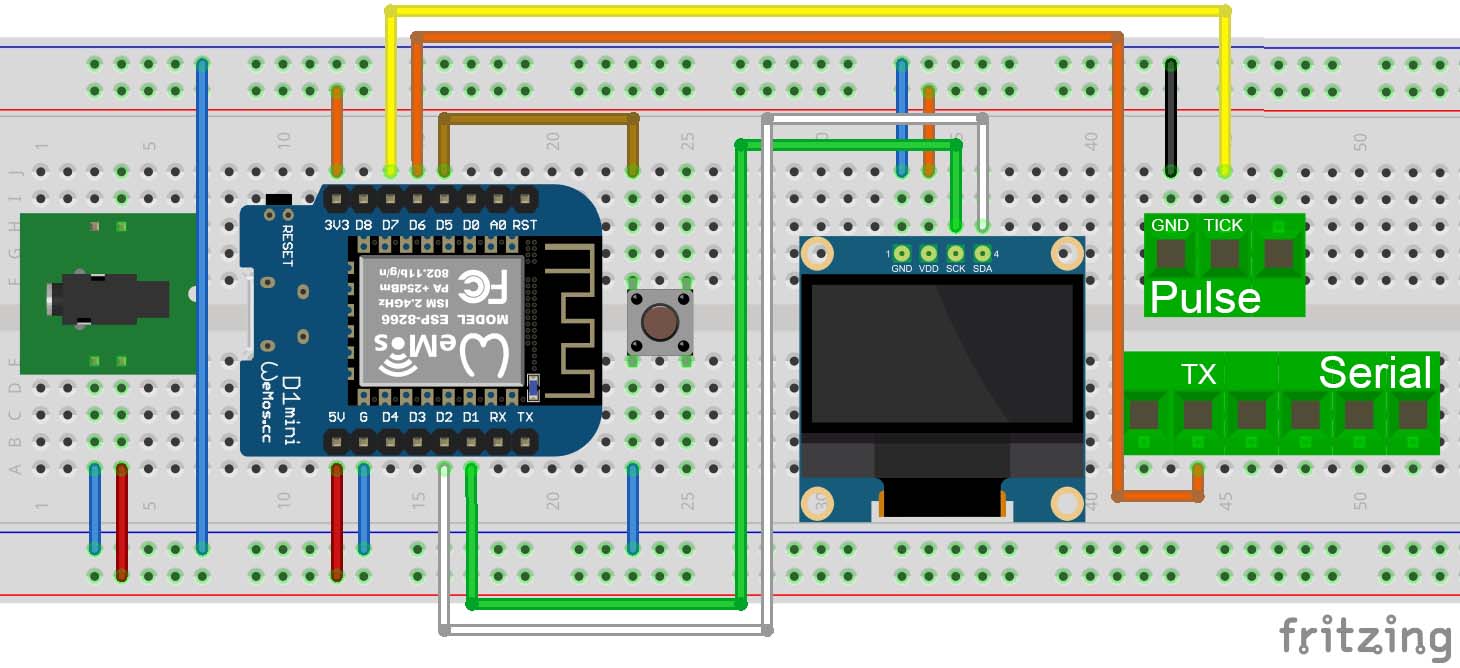 1 5 10 15 20 25 30 35 40 45 50
J
I
H
G
F
E
D
C
B
A
3V3 D8 D7 D6 D5 D0 A0 RST
RESET
802.11b/g/n
PA +25dBm
ISM 2.4GHz
MODEL ESP-8266
FC
WeMos
D1 mini
WeMos.cc
5V G D4 D3 D2 D1 RX TX
1 4
GND VDD SCK SDA
GND TICK
Pulse
TX Serial
1 5 10 15 20 25 30 40 45 50
fritzing